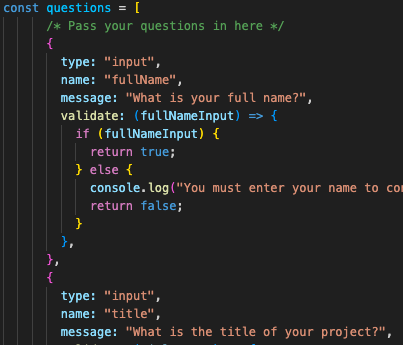 const questions = [
/* Pass your questions in here */
{
type: "input",
name: "fullName",
message: "What is your full name?",
validate: (fullNameInput) => {
if (fullNameInput) {
return true;
} else {
console.log("You must enter your name to
return false;
}
},
},
{
type: "input",
name: "title",
message: "What is the title of your project?",